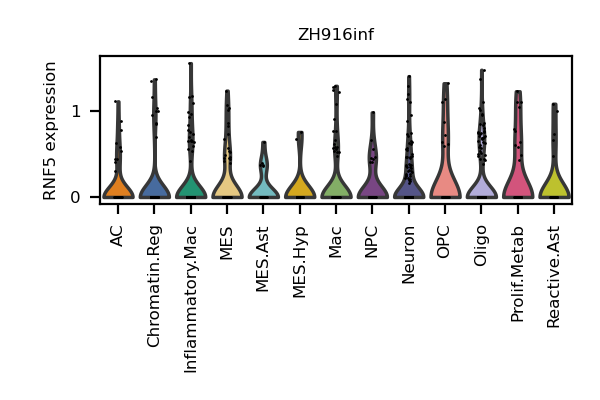 ZH916inf
RNF5 expression
1
0
AC
Chromatin.Reg
Inflammatory.Mac
MES
MES.Ast
MES.Hyp
Mac
NPC
Neuron
OPC
Oligo
Prolif.Metab
Reactive.Ast